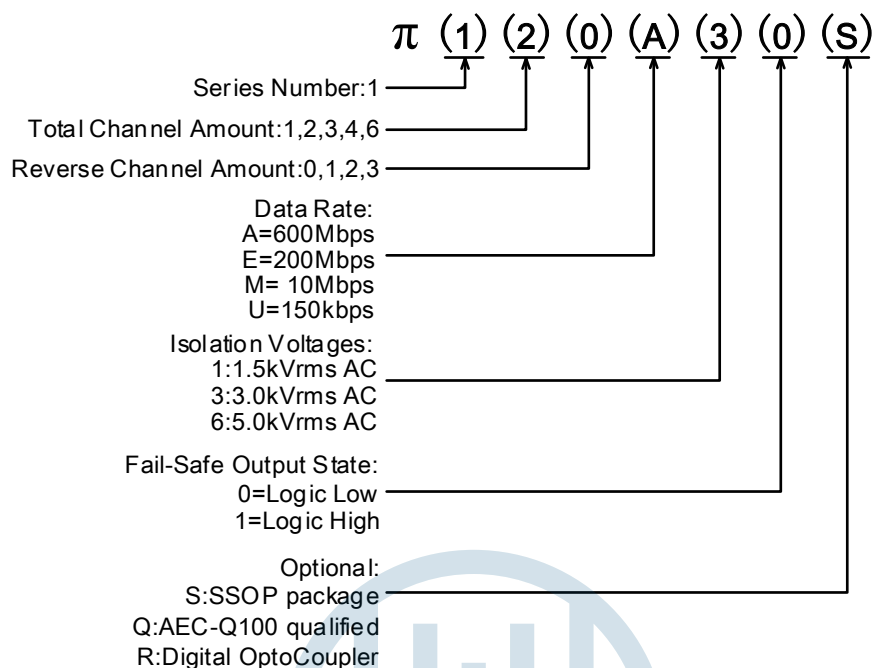 π (1) (2) (0) (A) (3) (0) (S)
Series Number:1
Total Channel Amount:1,2,3,4,6
Reverse Channel Amount:0,1,2,3
Data Rate:
A=600Mbps
E=200Mbps
M= 10Mbps
U=150kbps
Isolation Voltages:
1:1.5kVrms AC
3:3.0kVrms AC
6:5.0kVrms AC
Fail-Safe Output State:
0=Logic Low
1=Logic High
Optional:
S:SSOP package
Q:AEC-Q100 qualified
R:Digital OptoCoupler